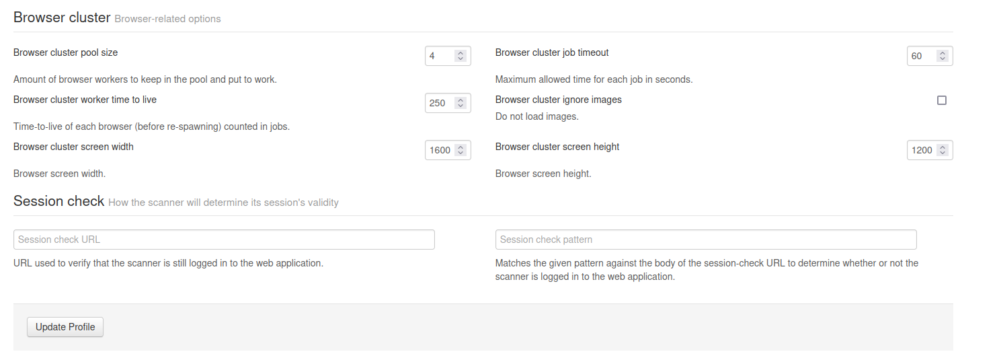 Browser cluster Browser-related options
Browser cluster pool size
4
Browser cluster job timeout
60
Amount of browser workers to keep in the pool and put to work.
Maximum allowed time for each job in seconds.
Browser cluster worker time to live
250
Browser cluster ignore images
Do not load images.
Time-to-live of each browser (before re-spawning) counted in jobs.
Browser cluster screen width
1600
Browser cluster screen height
1200
Browser screen width.
Browser screen height.
Session check How the scanner will determine its session's validity
Session check URL
Session check pattern
URL used to verify that the scanner is still logged in to the web application.
Matches the given pattern against the body of the session-check URL to determine whether or not the
scanner is logged in to the web application.
Update Profile